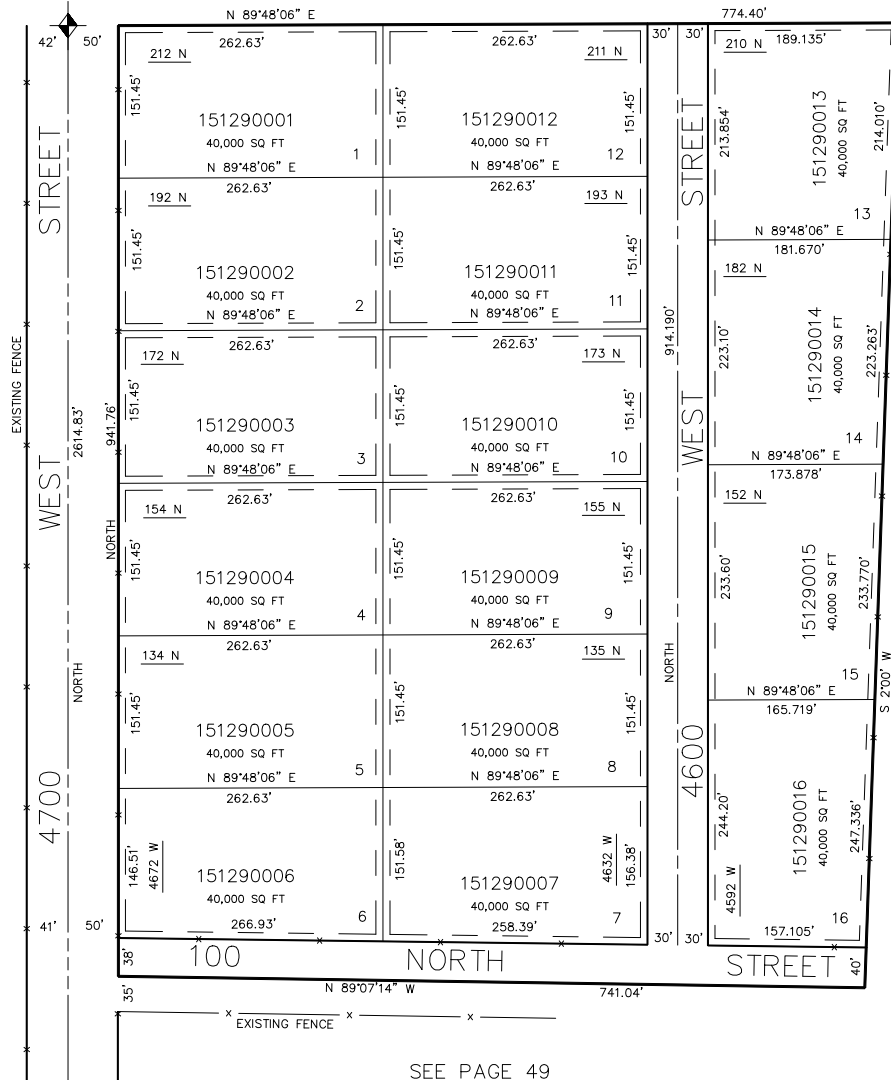 N 89°48'06" E
774.40'
42'
50'
262.63'
262.63'
30'
30'
189.135'
212 N
211 N
210 N
151.45'
151.45'
151.45'
213.854'
214.010'
151290001
40,000 SQ FT
N 89°48'06" E
1
151290012
40,000 SQ FT
N 89°48'06" E
12
151290013
40,000 SQ FT
13
N 89°48'06" E
STREET
STREET
262.63'
262.63'
181.670'
192 N
193 N
182 N
151.45'
151.45'
151.45'
151290002
40,000 SQ FT
N 89°48'06" E
2
151290011
40,000 SQ FT
N 89°48'06" E
11
914.190'
223.10'
223.263'
151290014
40,000 SQ FT
14
N 89°48'06" E
EXISTING FENCE
2614.83'
941.76'
262.63'
262.63'
172 N
173 N
151.45'
151.45'
151.45'
151290003
40,000 SQ FT
N 89°48'06" E
3
151290010
40,000 SQ FT
N 89°48'06" E
10
WEST
WEST
173.878'
152 N
262.63'
262.63'
154 N
155 N
NORTH
151.45'
151.45'
151.45'
233.60'
233.770'
151290004
40,000 SQ FT
N 89°48'06" E
4
151290009
40,000 SQ FT
N 89°48'06" E
9
151290015
40,000 SQ FT
15
N 89°48'06" E
S 2°00' W
262.63'
262.63'
165.719'
134 N
135 N
NORTH
NORTH
151.45'
151.45'
151.45'
151290005
40,000 SQ FT
N 89°48'06" E
5
151290008
40,000 SQ FT
N 89°48'06" E
8
4700
4600
262.63'
262.63'
146.51'
4672 W
151.58'
4632 W
156.38'
244.20'
247.336'
4592 W
151290006
40,000 SQ FT
266.93'
6
151290007
40,000 SQ FT
258.39'
7
151290016
40,000 SQ FT
16
157.105'
41'
50'
30'
30'
38'
100
NORTH
STREET
40'
35'
N 89°07'14" W
741.04'
EXISTING FENCE
SEE PAGE 49